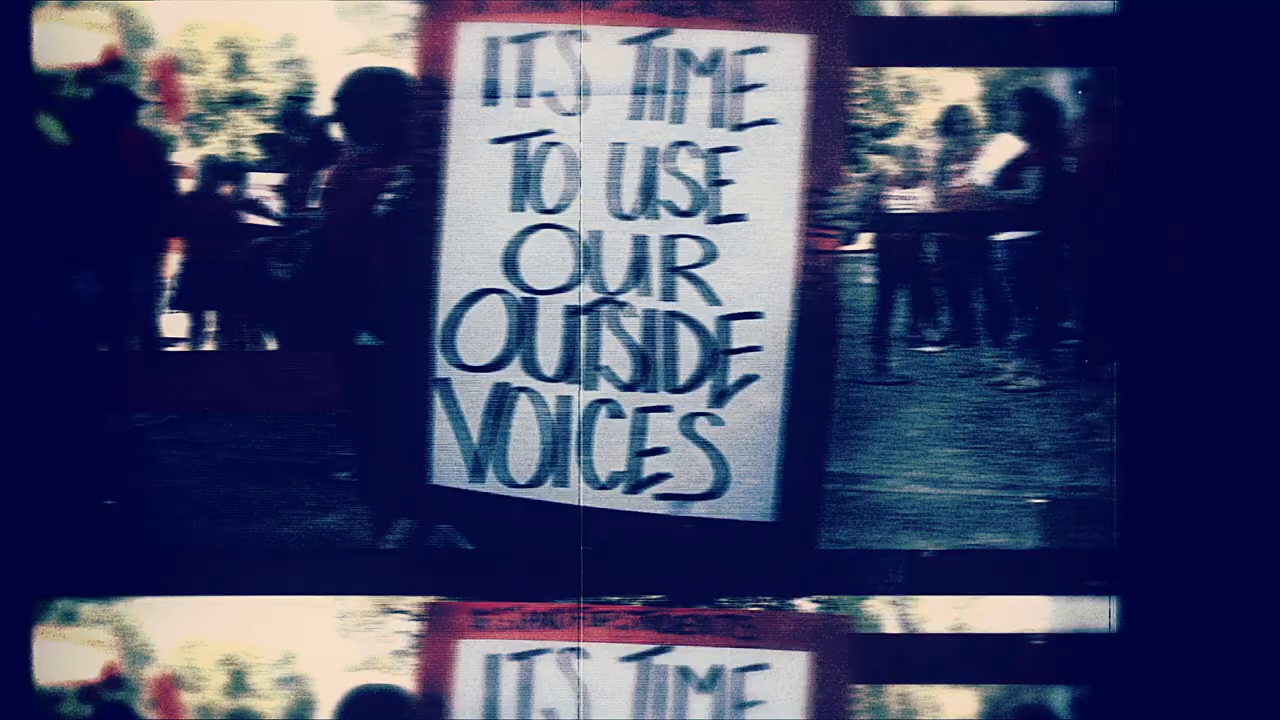 ITS TIME
TO USE
OUR
OUTSIDE
VOICES
ITS TIME